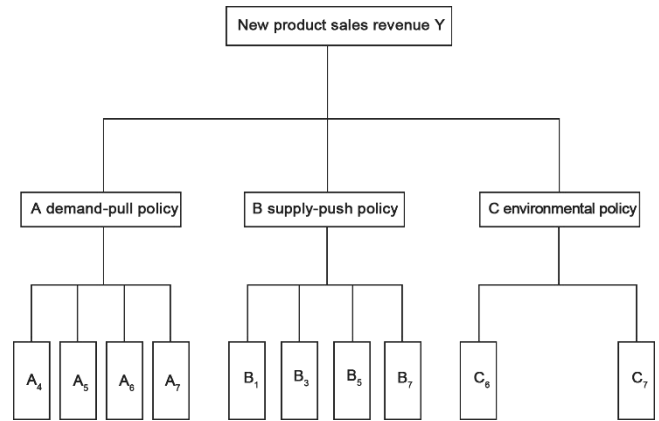 New product sales revenue Y
A demand-pull policy
B supply-push policy
C environmental policy
A₄
A₅
A₆
A₇
B₁
B₃
B₅
B₇
C₆
C₇